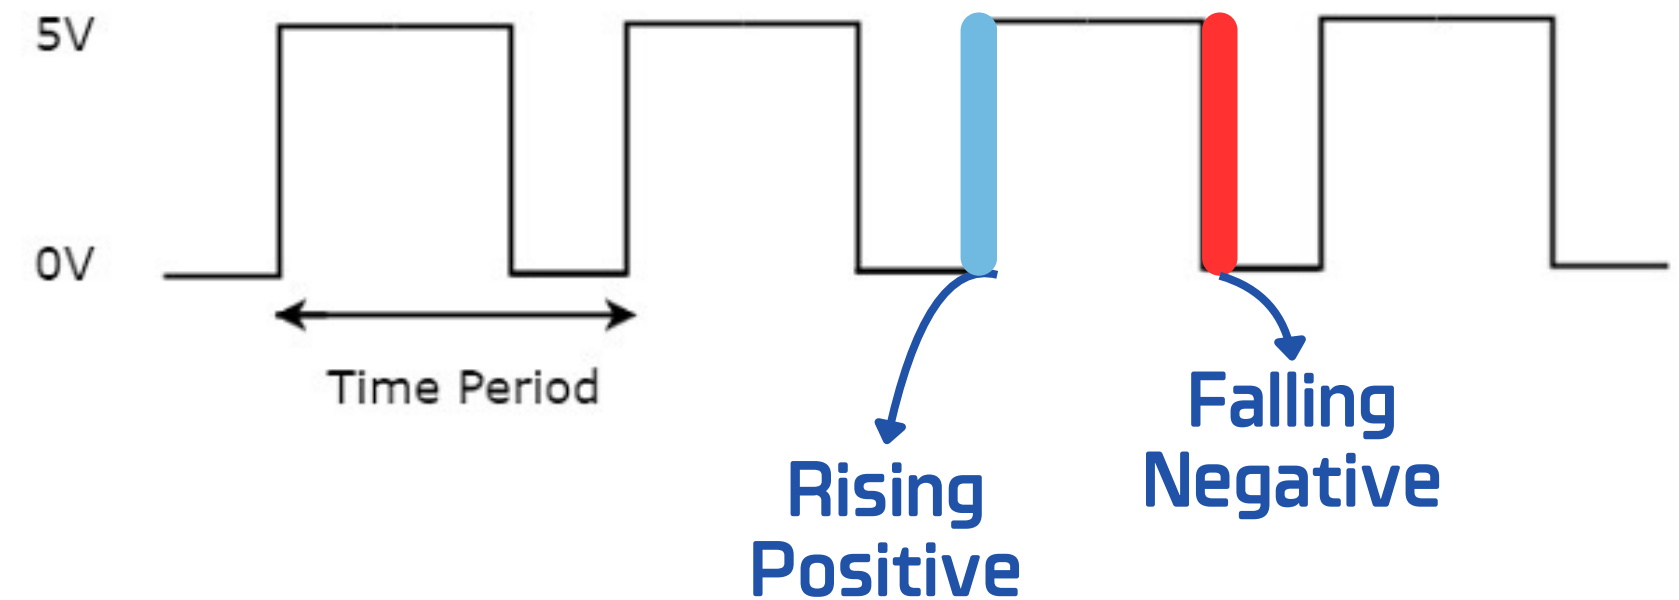 5V
0V
Time Period
Rising
Positive
Falling
Negative